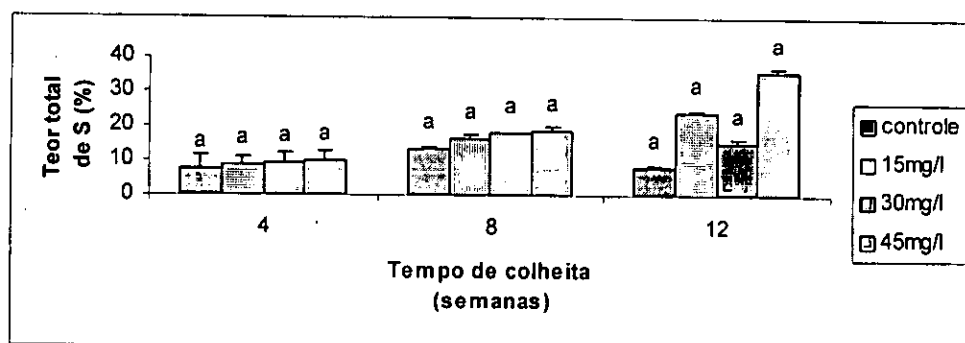 Teor total
de S (%)
40
30
20
10
0
a a a a
a a a a
a a a a
4 8 12
Tempo de colheita
(semanas)
controle
15mg/l
30mg/l
45mg/l